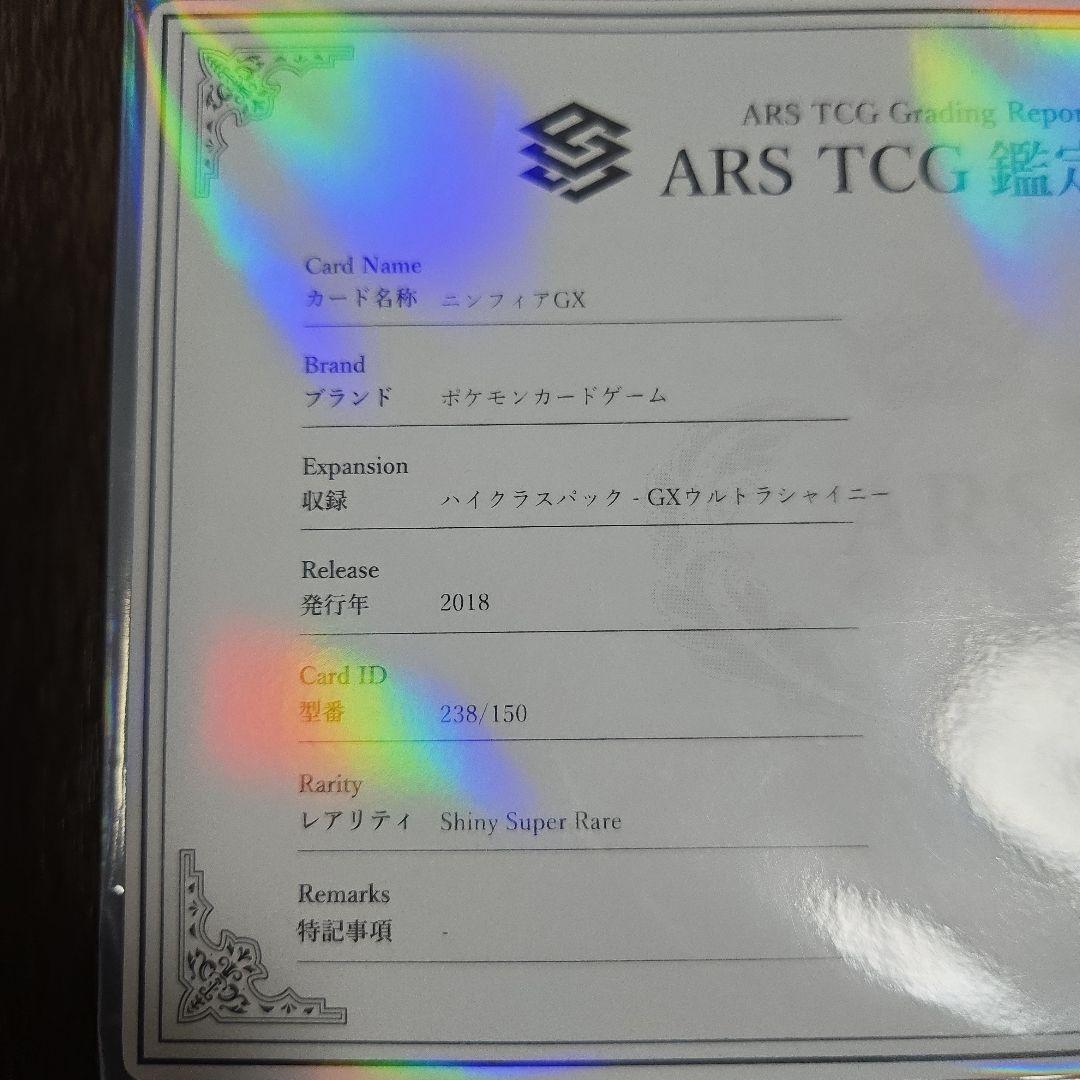 ARS TCG Grading Repor
ARS TCG 鑑定
Card Name
カード名称 ニンフィアGX
Brand
ブランド ポケモンカードゲーム
Expansion
収録 ハイクラスパック - GXウルトラシャイニー
Release
発行年 2018
Card ID
型番 238/150
Rarity
レアリティ Shiny Super Rare
Remarks
特記事項 -
ARS